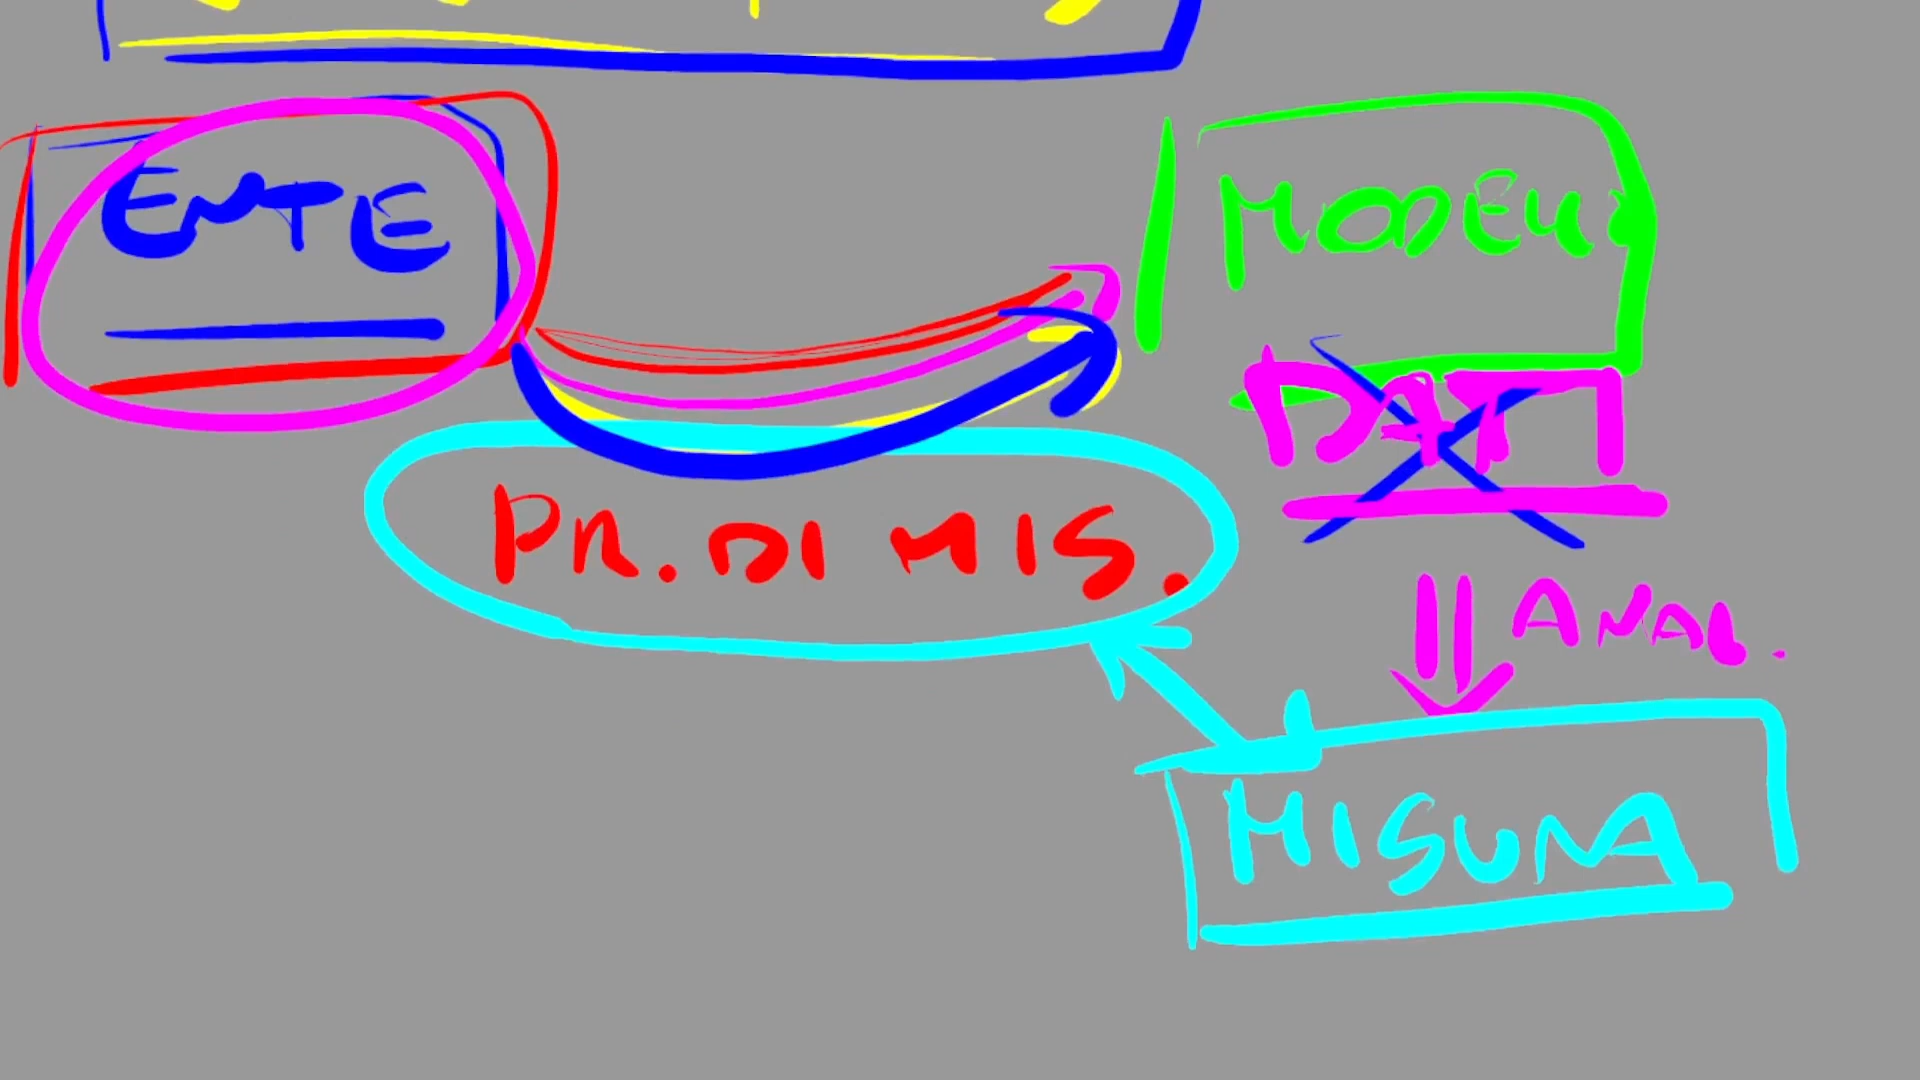 ENTE
MODELLO
DATI
PR. DI MIS.
ANAL.
MISURA